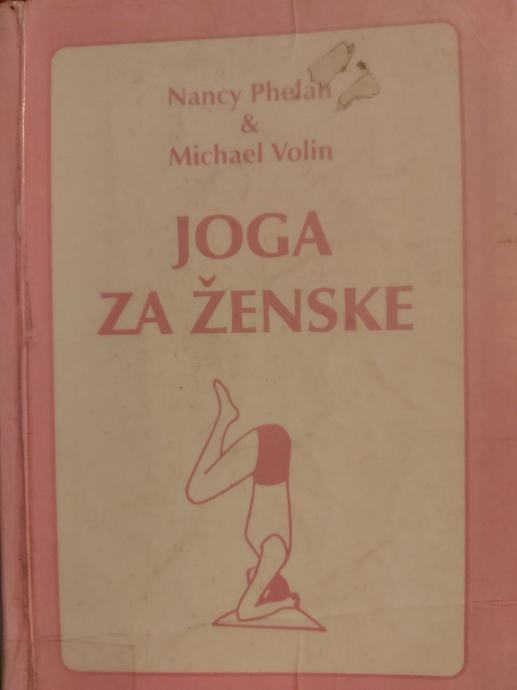 Nancy Phelan
&
Michael Volin
JOGA
ZA ŽENSKE